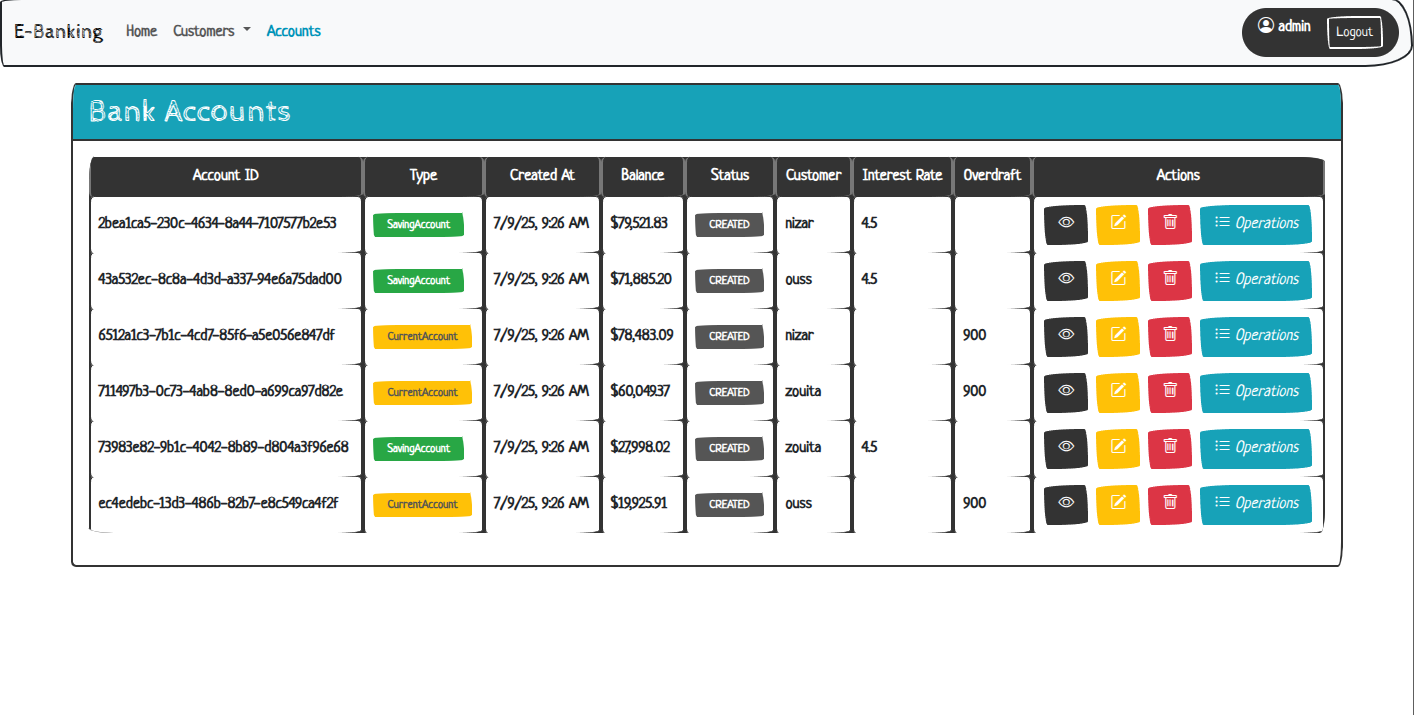 E-Banking Home Customers Accounts admin Logout
Bank Accounts
Account ID Type Created At Balance Status Customer Interest Rate Overdraft Actions
2bea1ca5-230c-4634-8a44-7107577b2e53 SavingAccount 7/9/25, 9:26 AM $79,521.83 CREATED nizar 4.5 Operations
43a532ec-8c8a-4d3d-a337-94e6a75dad00 SavingAccount 7/9/25, 9:26 AM $71,885.20 CREATED ouss 4.5 Operations
6512a1c3-7b1c-4cd7-85f6-a5e056e847df CurrentAccount 7/9/25, 9:26 AM $78,483.09 CREATED nizar 900 Operations
711497b3-0c73-4ab8-8ed0-a699ca97d82e CurrentAccount 7/9/25, 9:26 AM $60,049.37 CREATED zouita 900 Operations
73983e82-9b1c-4042-8b89-d804a3f96e68 SavingAccount 7/9/25, 9:26 AM $27,998.02 CREATED zouita 4.5 Operations
ec4edebc-13d3-486b-82b7-e8c549ca4f2f CurrentAccount 7/9/25, 9:26 AM $19,925.91 CREATED ouss 900 Operations